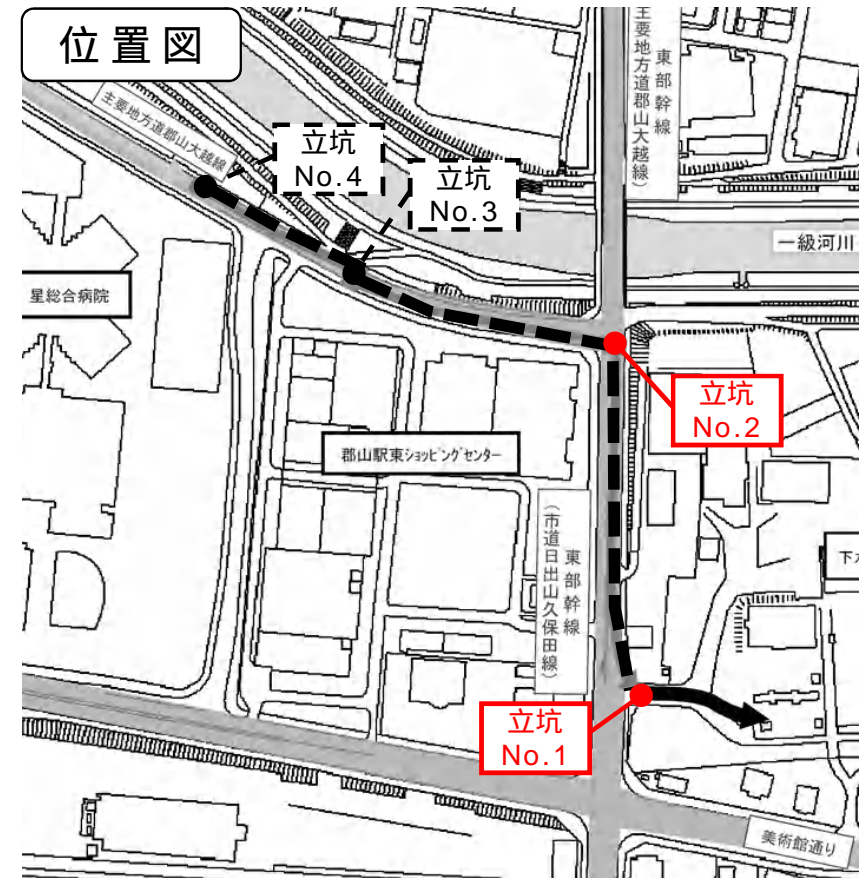 位置図
主要地方道郡山大越線
立坑
No.4
立坑
No.3
東部幹線
主要地方道郡山大越線）
一級河川
星総合病院
立坑
No.2
郡山駅東ｼｮｯﾋﾟﾝｸﾞｾﾝﾀｰ
東部幹線
（市道日出山久保田線）
立坑
No.1
美術館通り